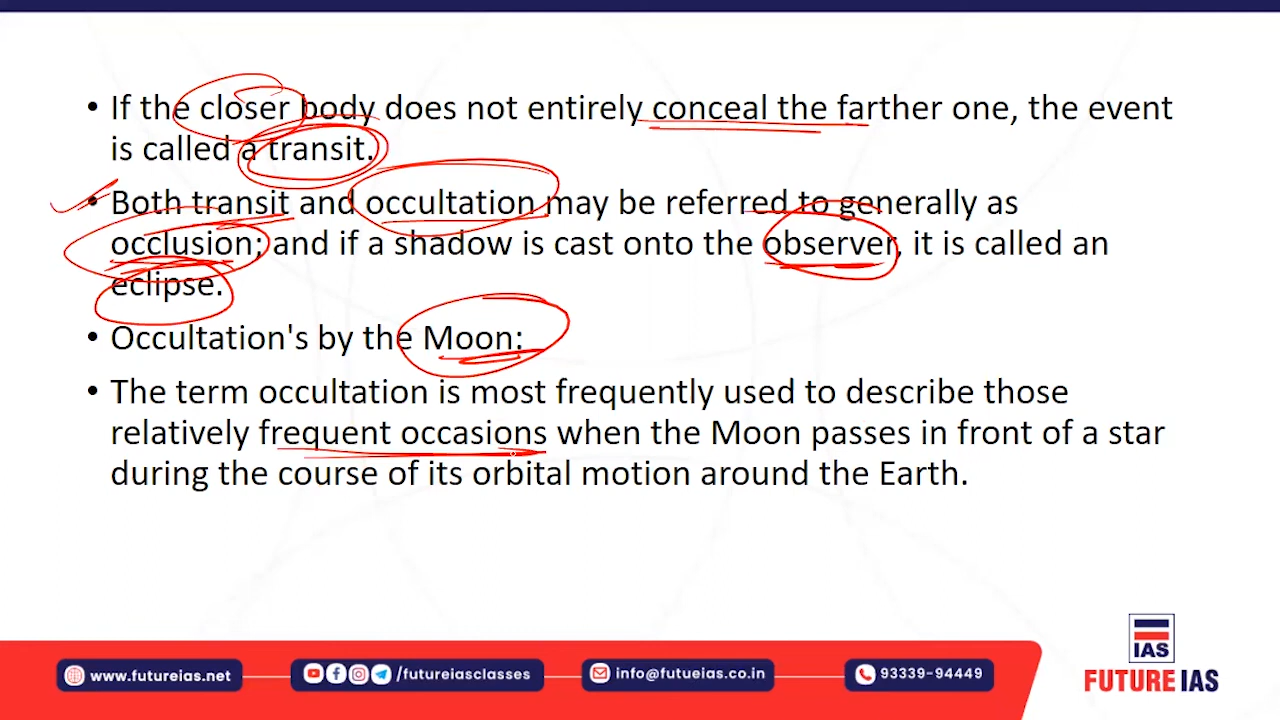 • If the closer body does not entirely conceal the farther one, the event
is called a transit.
• Both transit and occultation may be referred to generally as
occlusion; and if a shadow is cast onto the observer, it is called an
eclipse.
• Occultation's by the Moon:
• The term occultation is most frequently used to describe those
relatively frequent occasions when the Moon passes in front of a star
during the course of its orbital motion around the Earth.
IAS
FUTURE IAS
www.futureias.net
/futureiasclasses
info@futueias.co.in
93339-94449